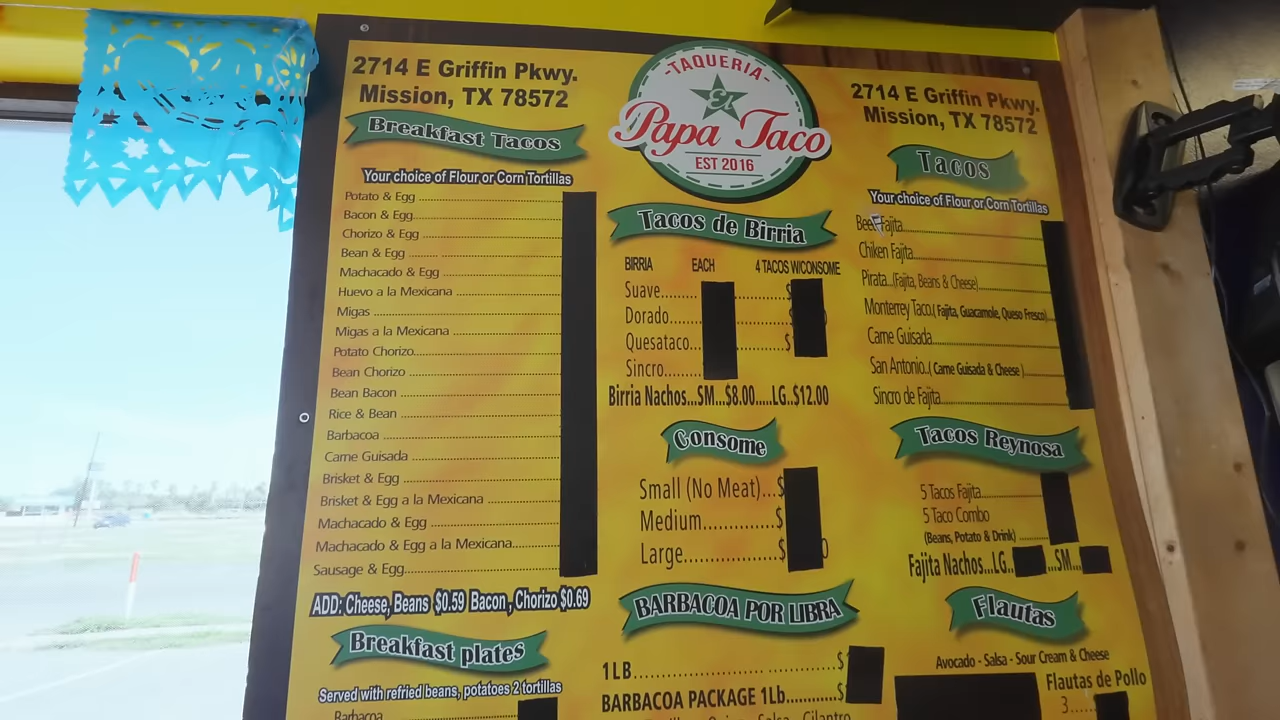 2714 E Griffin Pkwy.
Mission, TX 78572
Breakfast Tacos
Your choice of Flour or Corn Tortillas
Potato & Egg
Bacon & Egg
Chorizo & Egg
Bean & Egg
Machacado & Egg
Huevo a la Mexicana
Migas
Migas a la Mexicana
Potato Chorizo
Bean Chorizo
Bean Bacon
Rice & Bean
Barbacoa
Carne Guisada
Brisket & Egg
Brisket & Egg a la Mexicana
Machacado & Egg
Machacado & Egg a la Mexicana
Sausage & Egg
ADD: Cheese, Beans $0.59 Bacon, Chorizo $0.69
Breakfast plates
Served with refried beans, potatoes 2 tortillas
Barbacoa
-TAQUERIA-
El
Papa Taco
EST 2016
Tacos de Birria
BIRRIA EACH 4 TACOS W/CONSOME
Suave........ $
Dorado
Quesataco... $
Sincro
Birria Nachos...SM...$8.00.....LG..$12.00
Consome
Small (No Meat)...$
Medium.............$
Large................$
BARBACOA POR LIBRA
1LB..............................$
BARBACOA PACKAGE 1Lb............$
Salsa - Cilantro
2714 E Griffin Pkwy.
Mission, TX 78572
Tacos
Your choice of Flour or Corn Tortillas
Beef Fajita
Chiken Fajita
Pirata...(Fajita, Beans & Cheese)
Monterrey Taco.( Fajita, Guacamole, Queso Fresco)
Carne Guisada
San Antonio..( Carne Guisada & Cheese )
Sincro de Fajita
Tacos Reynosa
5 Tacos Fajita
5 Taco Combo
(Beans, Potato & Drink)
Fajita Nachos...LG. ...SM...
Flautas
Avocado - Salsa - Sour Cream & Cheese
Flautas de Pollo
3